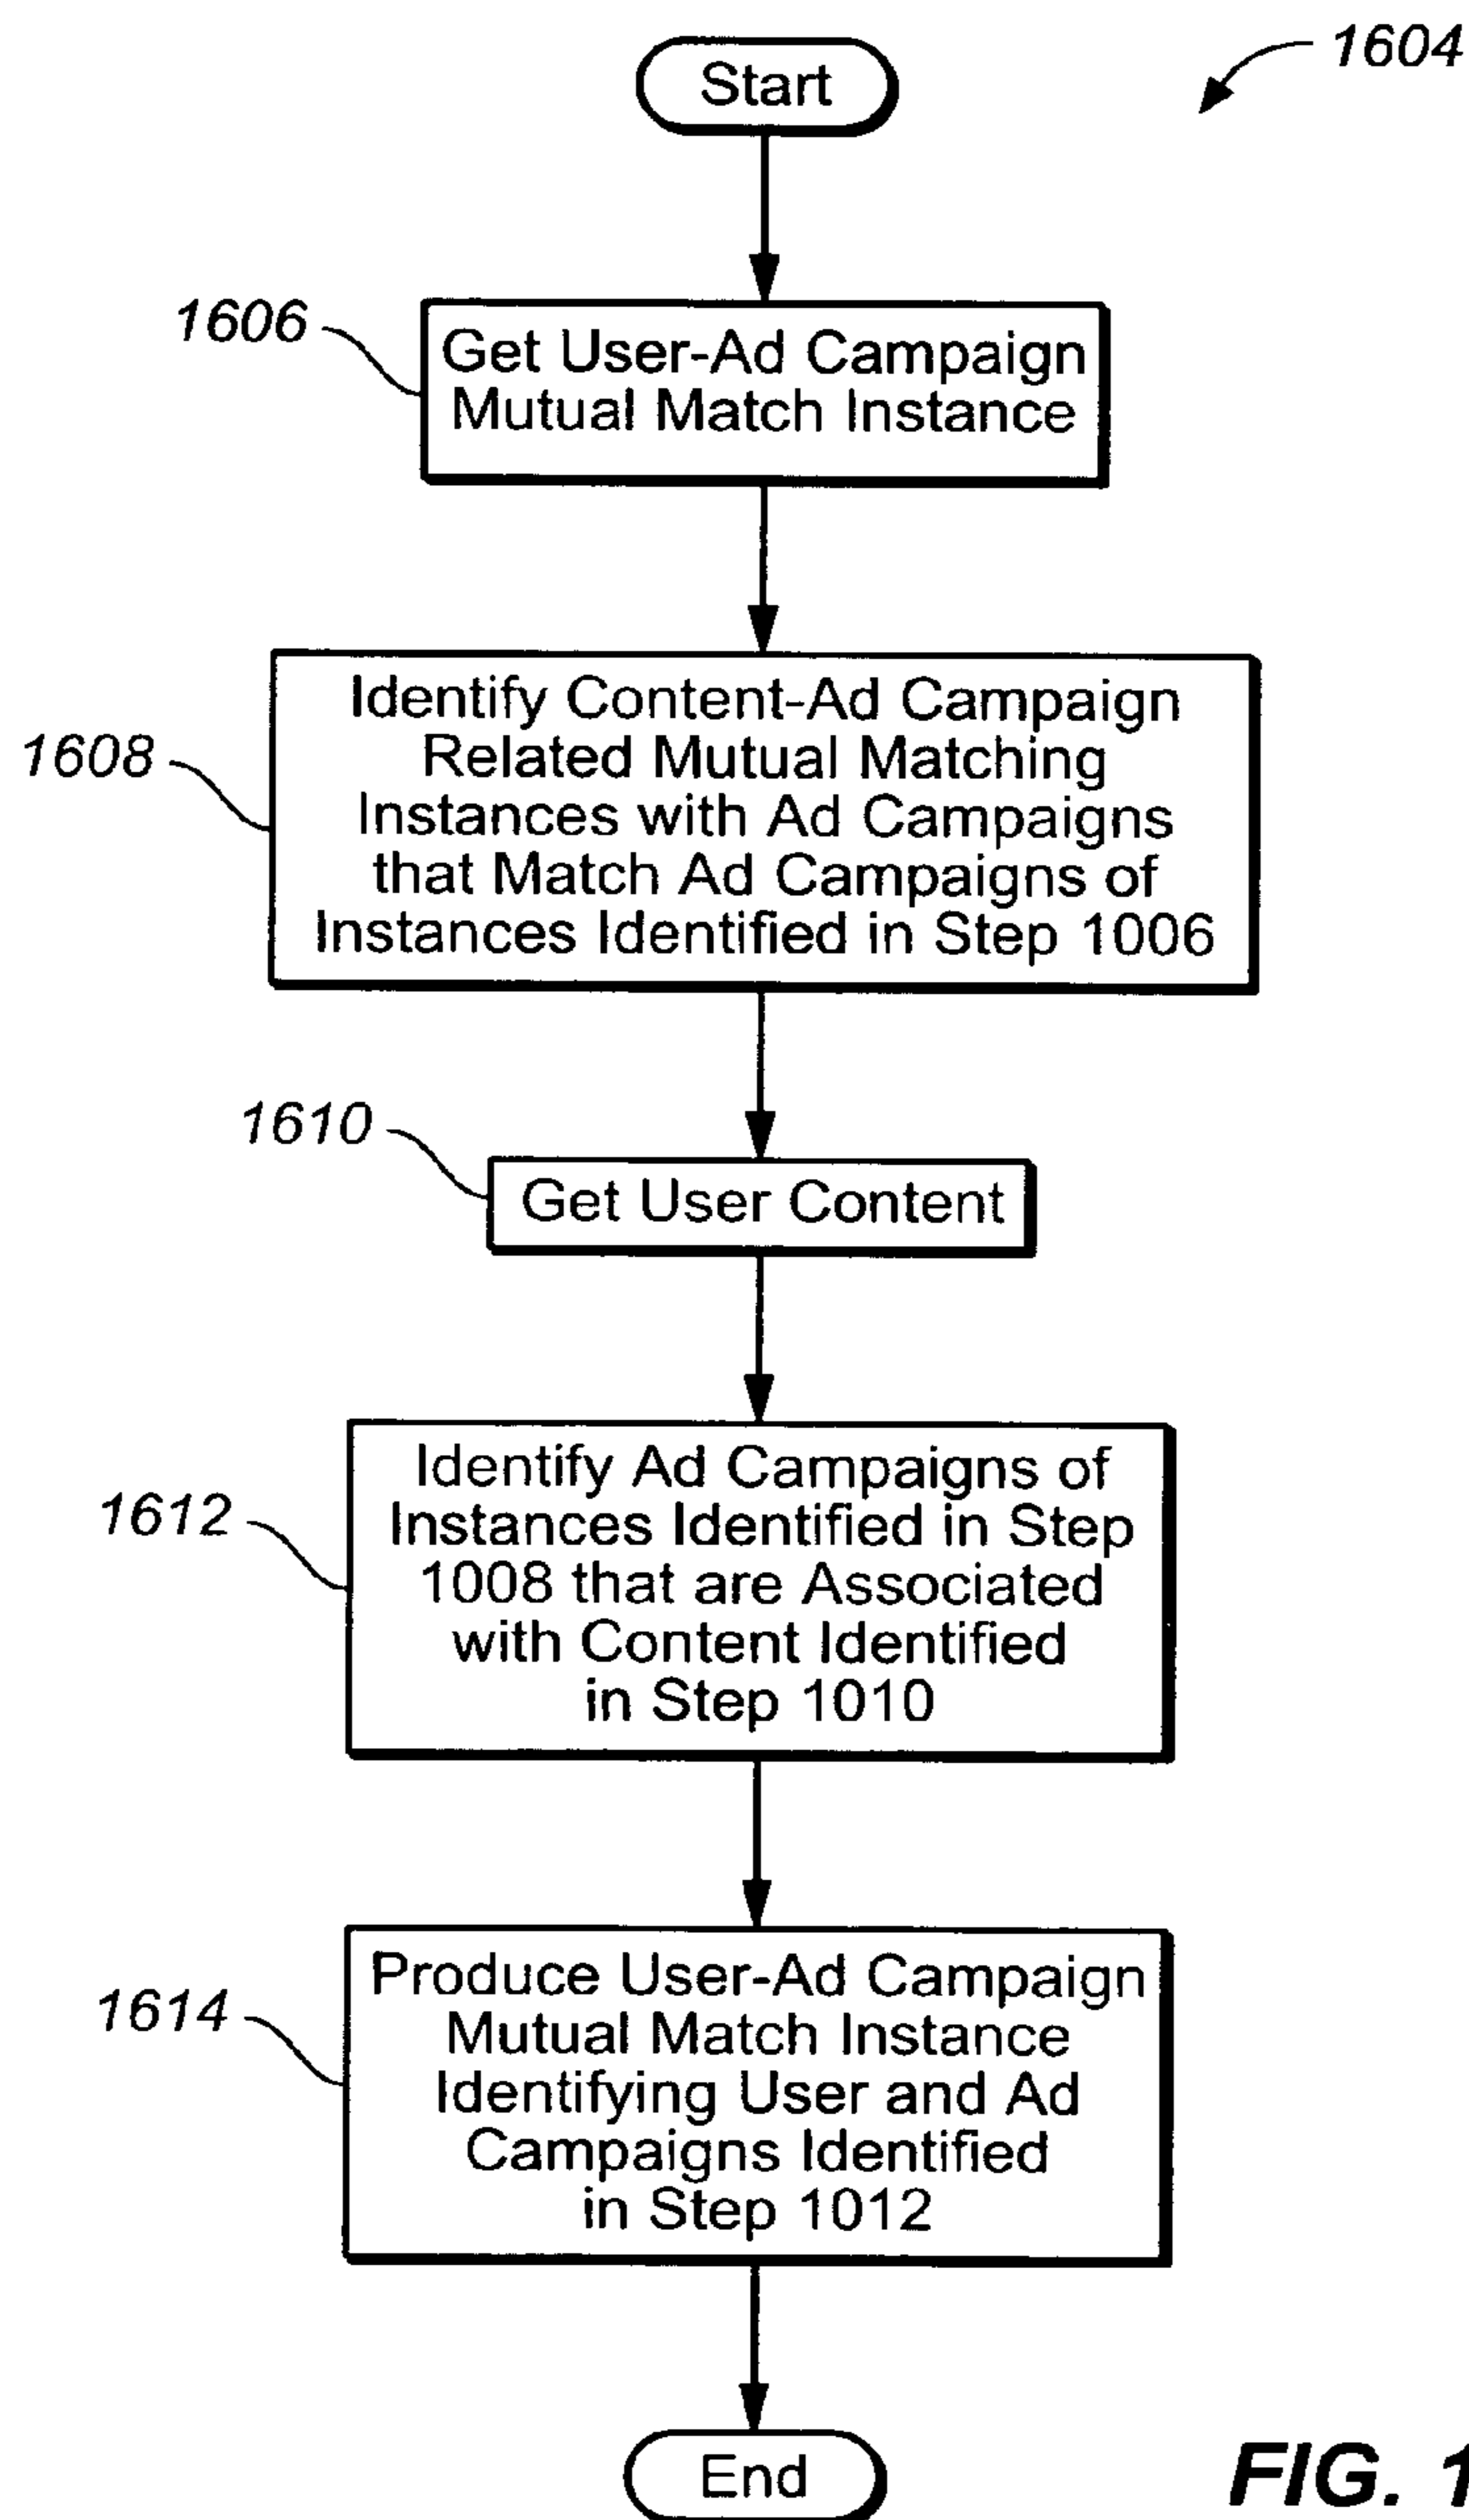 Start
1604
1606
Get User-Ad Campaign
Mutual Match Instance
1608
Identify Content-Ad Campaign
Related Mutual Matching
Instances with Ad Campaigns
that Match Ad Campaigns of
Instances Identified in Step 1006
1610
Get User Content
1612
Identify Ad Campaigns of
Instances Identified in Step
1008 that are Associated
with Content Identified
in Step 1010
1614
Produce User-Ad Campaign
Mutual Match Instance
Identifying User and Ad
Campaigns Identified
in Step 1012
End
FIG.